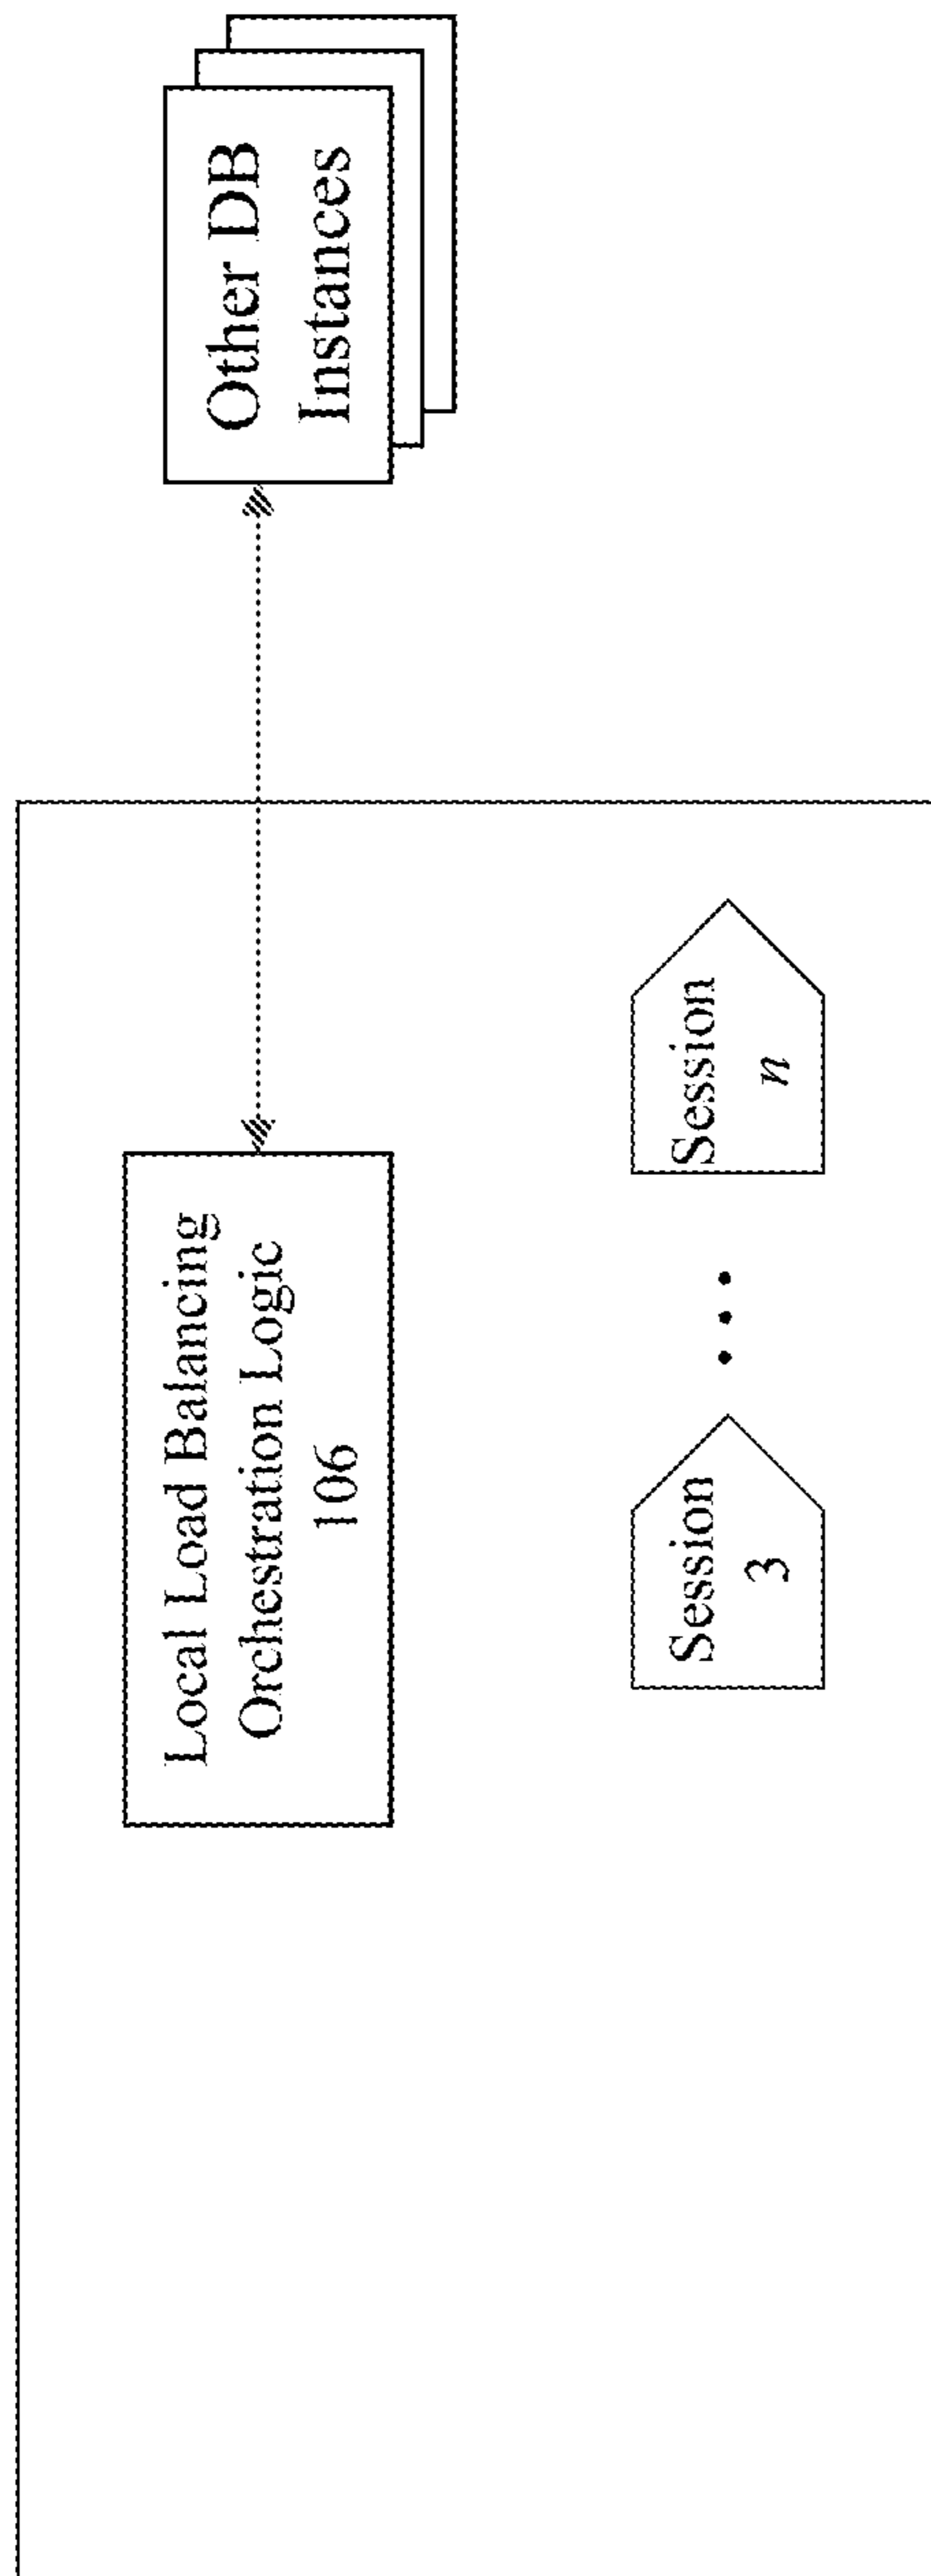 Local Load Balancing
Orchestration Logic
106
Other DB
Instances
Session
3
Session
n